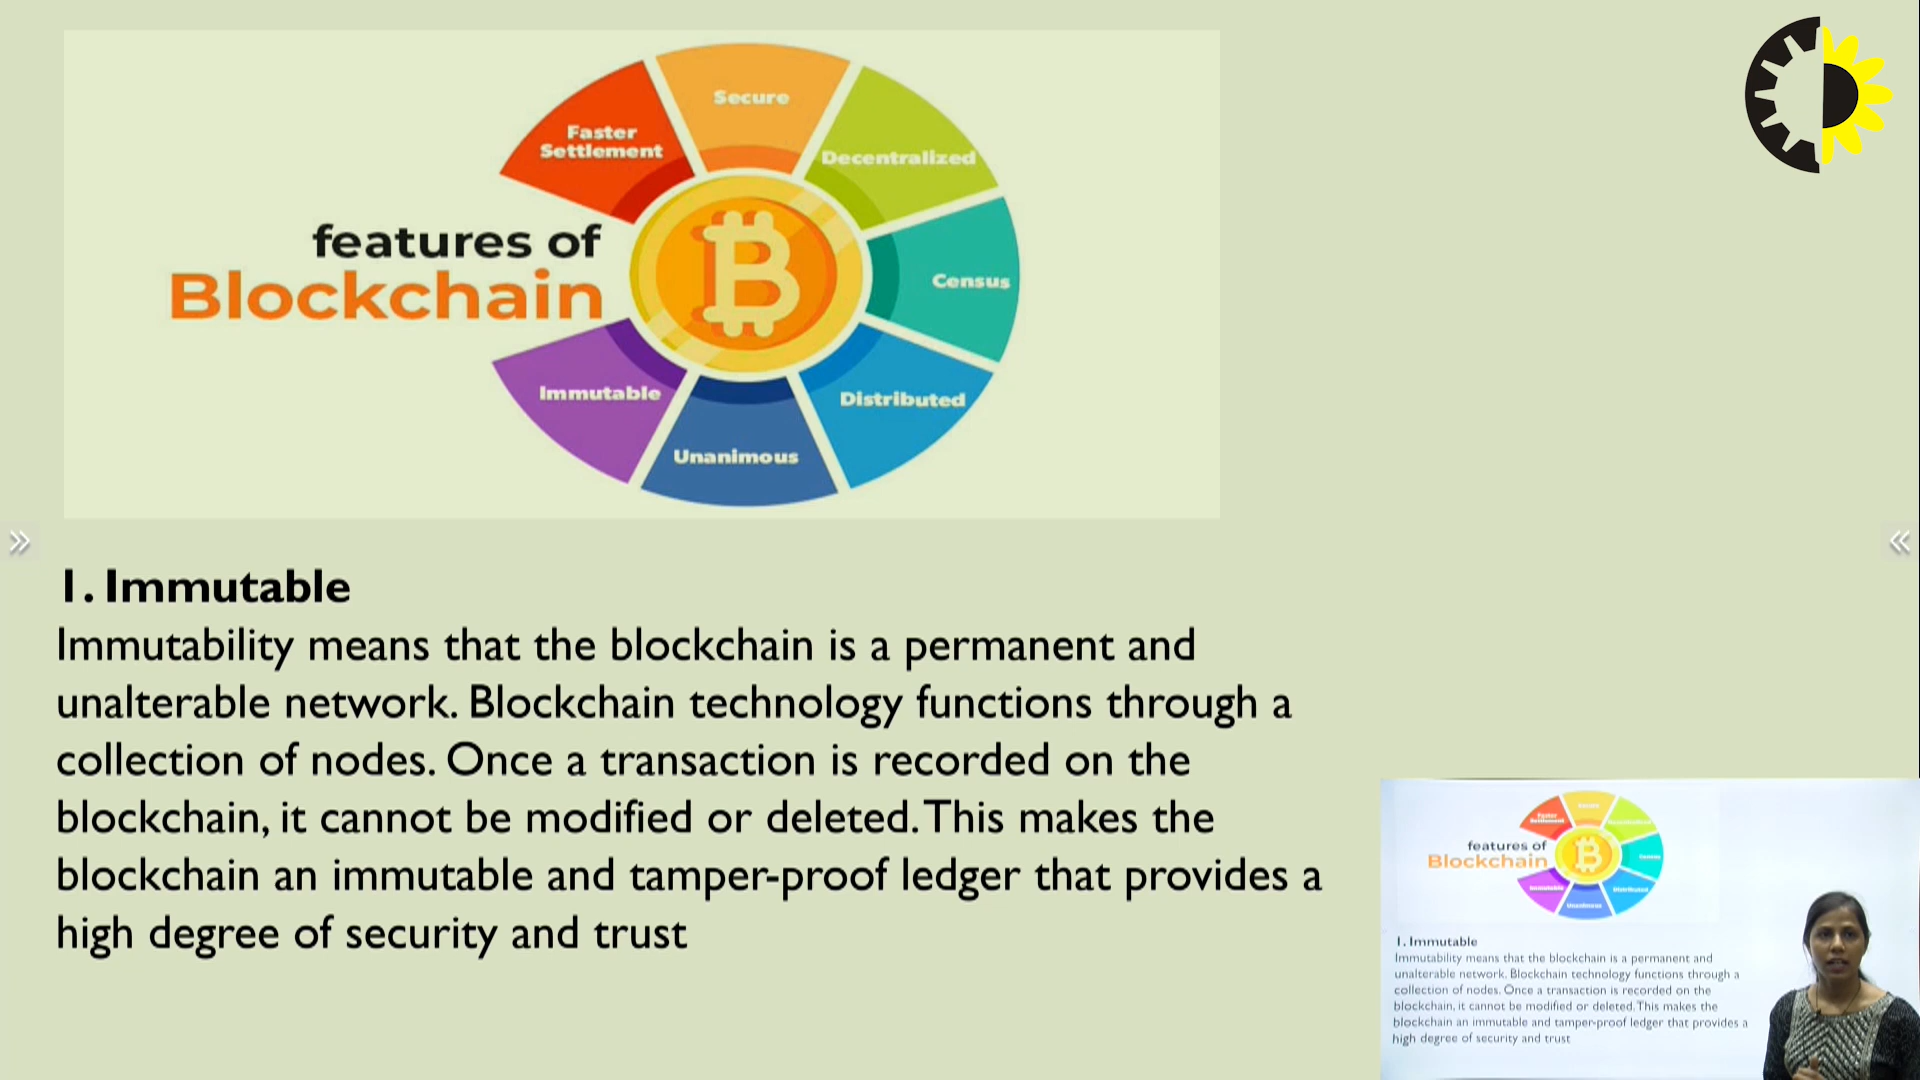 Secure
Faster
Settlement
Decentralized
features of
Blockchain
Census
Immutable
Distributed
Unanimous
1. Immutable
Immutability means that the blockchain is a permanent and
unalterable network. Blockchain technology functions through a
collection of nodes. Once a transaction is recorded on the
blockchain, it cannot be modified or deleted. This makes the
blockchain an immutable and tamper-proof ledger that provides a
high degree of security and trust
Faster
Settlement
features of
Blockchain
Census
Immutable
Distributed
Unanimous
1. Immutable
Immutability means that the blockchain is a permanent and
unalterable network. Blockchain technology functions through a
collection of nodes. Once a transaction is recorded on the
blockchain, it cannot be modified or deleted. This makes the
blockchain an immutable and tamper-proof ledger that provides a
high degree of security and trust